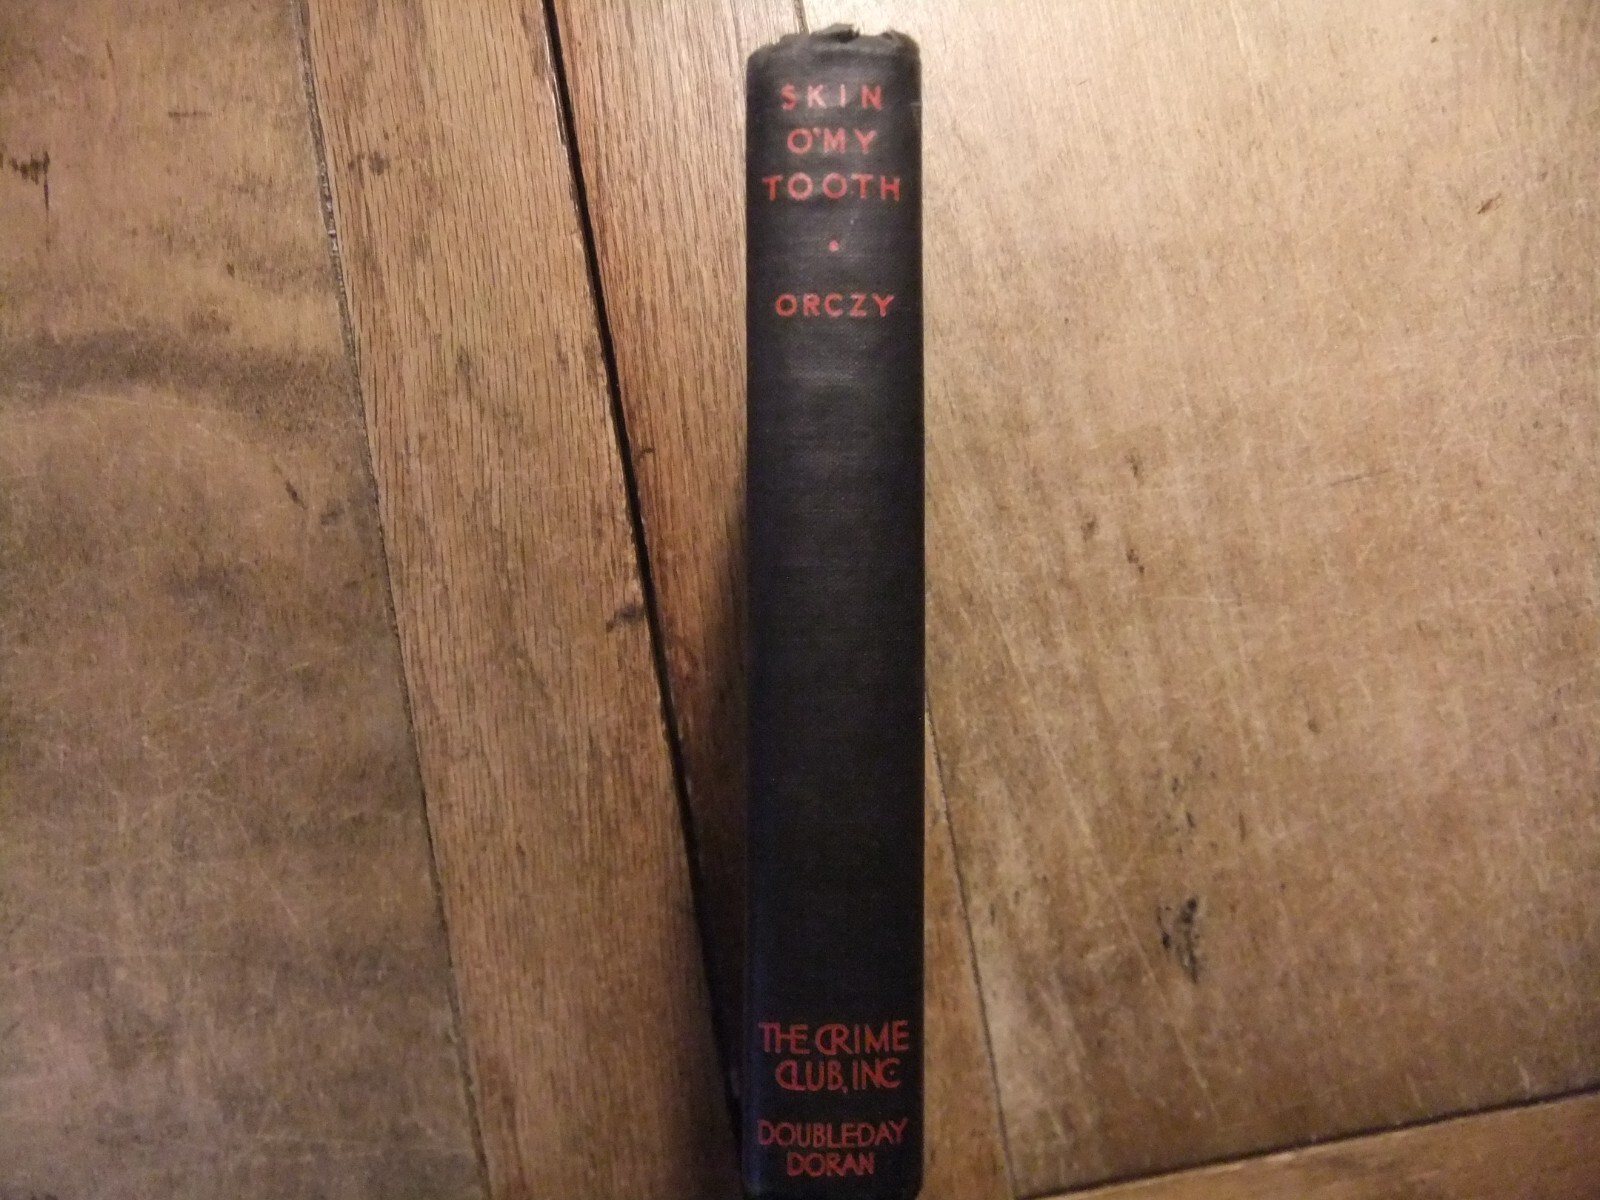 SKIN
O'MY
TOOTH
•
ORCZY
THE CRIME
CLUB, INC
DOUBLEDAY
DORAN